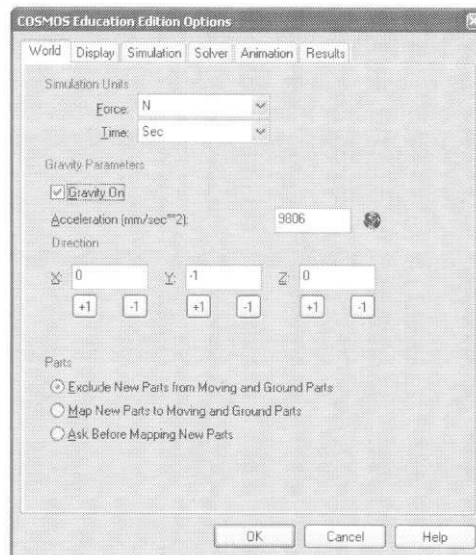 COSMOS Education Edition Options
World Display Simulation Solver Animation Results
Simulation Units
Force: N
Time: Sec
Gravity Parameters
Gravity On
Acceleration (mm/sec**2): 9806
Direction
X: 0 Y: -1 Z: 0
+1 -1 +1 -1 +1 -1
Parts
Exclude New Parts from Moving and Ground Parts
Map New Parts to Moving and Ground Parts
Ask Before Mapping New Parts
OK Cancel Help